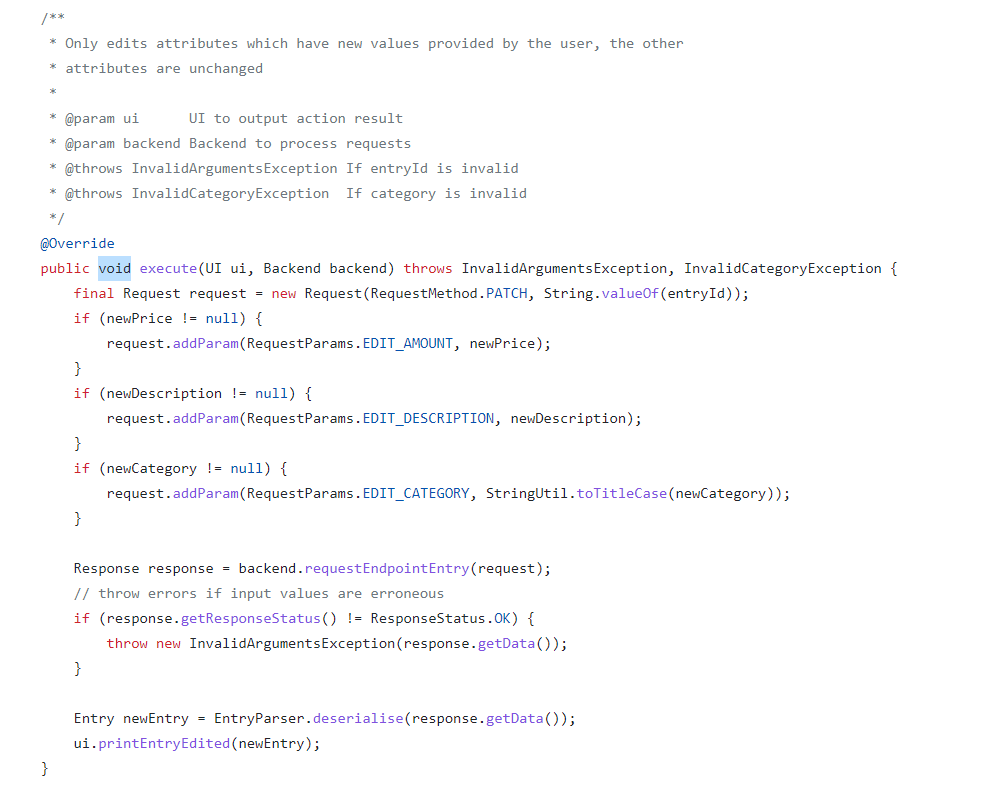 /**
 * Only edits attributes which have new values provided by the user, the other
 * attributes are unchanged
 *
 * @param ui      UI to output action result
 * @param backend Backend to process requests
 * @throws InvalidArgumentsException If entryId is invalid
 * @throws InvalidCategoryException  If category is invalid
 */
@Override
public void execute(UI ui, Backend backend) throws InvalidArgumentsException, InvalidCategoryException {
    final Request request = new Request(RequestMethod.PATCH, String.valueOf(entryId));
    if (newPrice != null) {
        request.addParam(RequestParams.EDIT_AMOUNT, newPrice);
    }
    if (newDescription != null) {
        request.addParam(RequestParams.EDIT_DESCRIPTION, newDescription);
    }
    if (newCategory != null) {
        request.addParam(RequestParams.EDIT_CATEGORY, StringUtil.toTitleCase(newCategory));
    }

    Response response = backend.requestEndpointEntry(request);
    // throw errors if input values are erroneous
    if (response.getResponseStatus() != ResponseStatus.OK) {
        throw new InvalidArgumentsException(response.getData());
    }

    Entry newEntry = EntryParser.deserialise(response.getData());
    ui.printEntryEdited(newEntry);
}